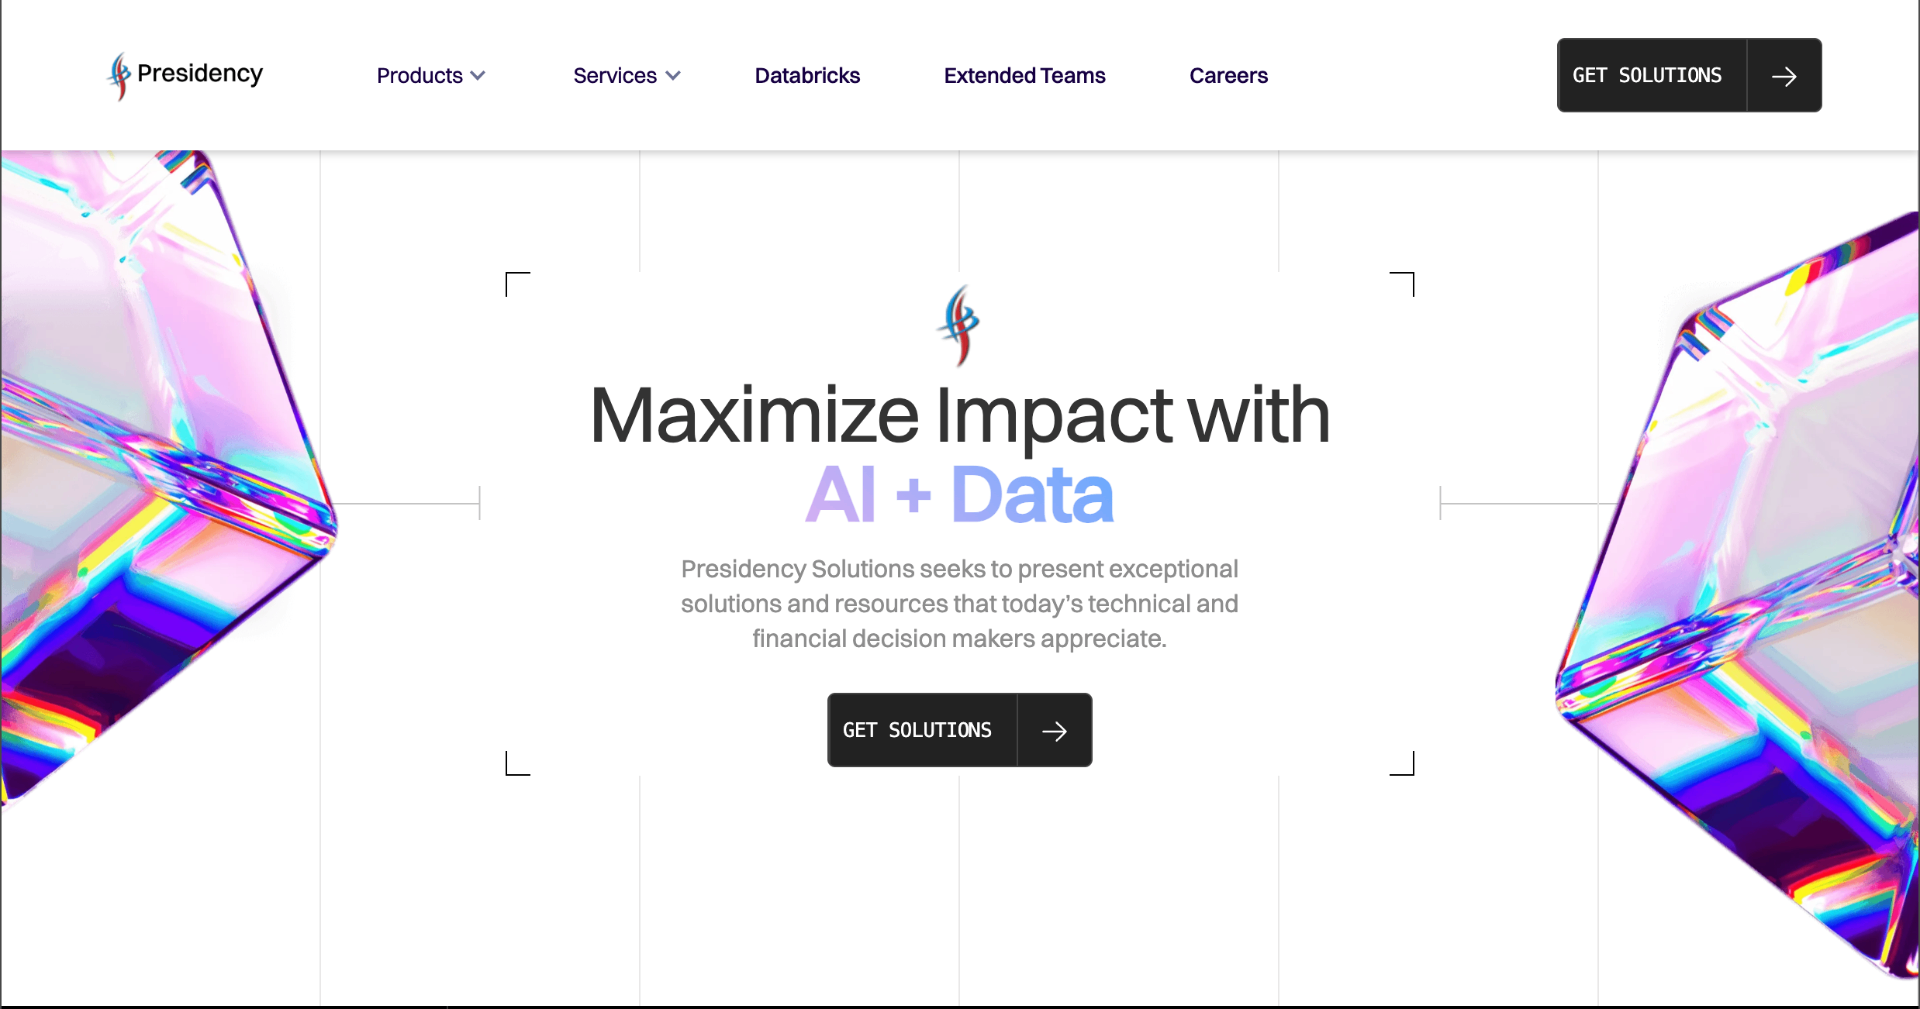 Presidency
Products
Services
Databricks
Extended Teams
Careers
GET SOLUTIONS
Maximize Impact with
AI + Data
Presidency Solutions seeks to present exceptional
solutions and resources that today’s technical and
financial decision makers appreciate.
GET SOLUTIONS